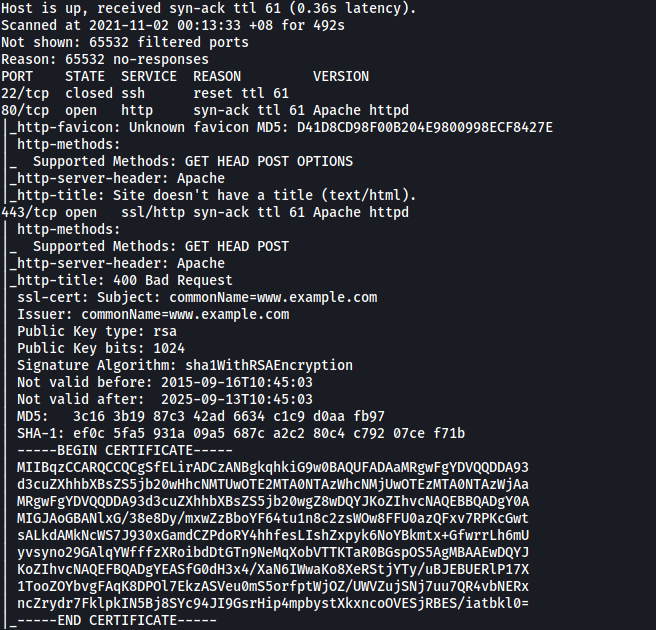 Host is up, received syn-ack ttl 61 (0.36s latency).
Scanned at 2021-11-02 00:13:33 +08 for 492s
Not shown: 65532 filtered ports
Reason: 65532 no-responses
PORT    STATE  SERVICE  REASON         VERSION
22/tcp  closed ssh      reset ttl 61
80/tcp  open   http     syn-ack ttl 61 Apache httpd
|_http-favicon: Unknown favicon MD5: D41D8CD98F00B204E9800998ECF8427E
| http-methods:
|_  Supported Methods: GET HEAD POST OPTIONS
|_http-server-header: Apache
|_http-title: Site doesn't have a title (text/html).
443/tcp open   ssl/http syn-ack ttl 61 Apache httpd
| http-methods:
|_  Supported Methods: GET HEAD POST
|_http-server-header: Apache
|_http-title: 400 Bad Request
| ssl-cert: Subject: commonName=www.example.com
| Issuer: commonName=www.example.com
| Public Key type: rsa
| Public Key bits: 1024
| Signature Algorithm: sha1WithRSAEncryption
| Not valid before: 2015-09-16T10:45:03
| Not valid after:  2025-09-13T10:45:03
| MD5:   3c16 3b19 87c3 42ad 6634 c1c9 d0aa fb97
| SHA-1: ef0c 5fa5 931a 09a5 687c a2c2 80c4 c792 07ce f71b
| -----BEGIN CERTIFICATE-----
| MIIBqzCCARQCCQCgSfELirADCzANBgkqhkiG9w0BAQUFADAaMRgwFgYDVQQDDA93
| d3cuZXhhbXBsZS5jb20wHhcNMTUwOTE2MTA0NTAzWhcNMjUwOTEzMTA0NTAzWjAa
| MRgwFgYDVQQDDA93d3cuZXhhbXBsZS5jb20wgZ8wDQYJKoZIhvcNAQEBBQADgY0A
| MIGJAoGBANlxG/38e8Dy/mxwZzBboYF64tu1n8c2zsWOw8FFU0azQFxv7RPKcGwt
| sALkdAMkNcWS7J930xGamdCZPdoRY4hhfesLIshZxpyk6NoYBkmtx+GfwrrLh6mU
| yvsyno29GAlqYWfffzXRoibdDtGTn9NeMqXobVTTKTaR0BGspOS5AgMBAAEwDQYJ
| KoZIhvcNAQEFBQADgYEASfG0dH3x4/XaN6IWwaKo8XeRStjYTy/uBJEBUERlP17X
| 1TooZOYbvgFAqK8DPOl7EkzASVeu0mS5orfptWjOZ/UWVZujSNj7uu7QR4vbNERx
| ncZrydr7FklpkIN5Bj8SYc94JI9GsrHip4mpbystXkxncoOVESjRBES/iatbkl0=
|_-----END CERTIFICATE-----